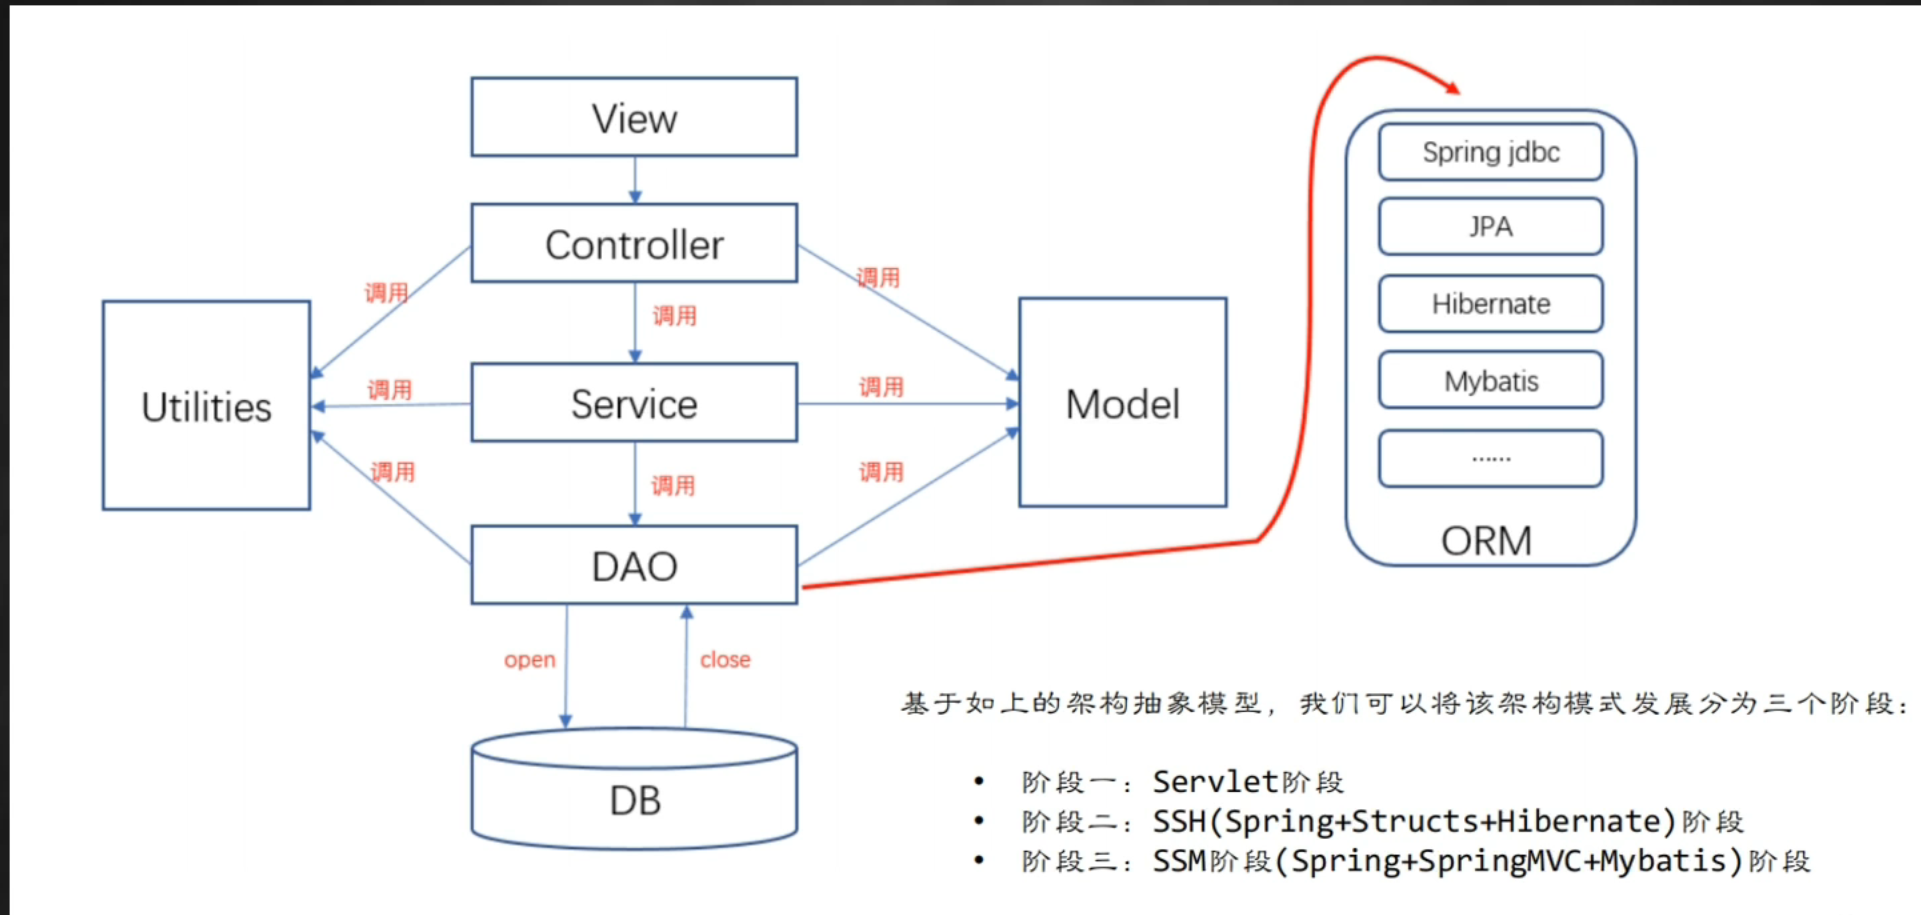 View
Controller
调用
调用
调用
Utilities
调用
Service
调用
Model
调用
调用
调用
DAO
open
close
DB
Spring jdbc
JPA
Hibernate
Mybatis
......
ORM
基于如上的架构抽象模型，我们可以将该架构模式发展分为三个阶段：
• 阶段一：Servlet阶段
• 阶段二：SSH(Spring+Structs+Hibernate)阶段
• 阶段三：SSM阶段(Spring+SpringMVC+Mybatis)阶段